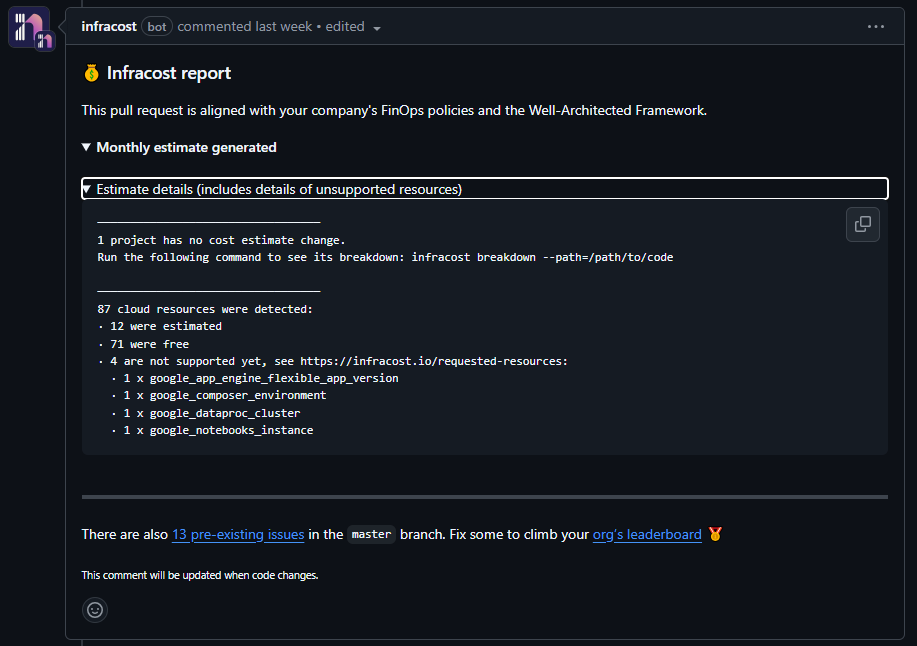 infracost bot commented last week • edited
💰 Infracost report
This pull request is aligned with your company's FinOps policies and the Well-Architected Framework.
▼ Monthly estimate generated
▼ Estimate details (includes details of unsupported resources)
──────────────────────────────────
1 project has no cost estimate change.
Run the following command to see its breakdown: infracost breakdown --path=/path/to/code
──────────────────────────────────
87 cloud resources were detected:
∙ 12 were estimated
∙ 71 were free
∙ 4 are not supported yet, see https://infracost.io/requested-resources:
∙ 1 x google_app_engine_flexible_app_version
∙ 1 x google_composer_environment
∙ 1 x google_dataproc_cluster
∙ 1 x google_notebooks_instance
There are also 13 pre-existing issues in the master branch. Fix some to climb your org's leaderboard 🏅
This comment will be updated when code changes.